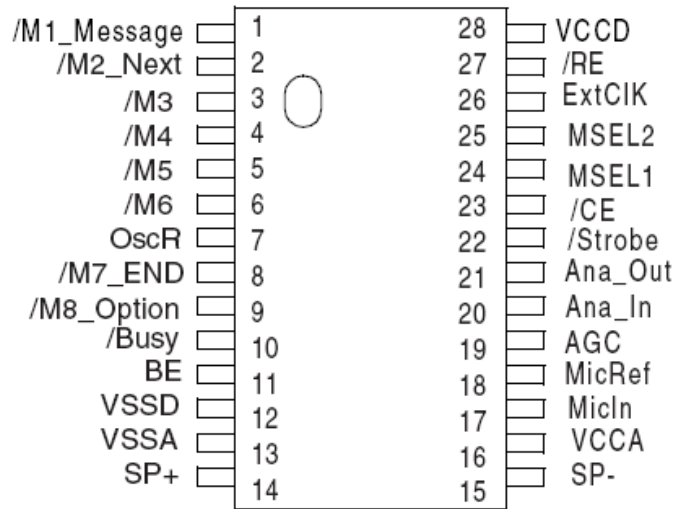 /M1_Message 1 28 VCCD
/M2_Next 2 27 /RE
/M3 3 26 ExtClK
/M4 4 25 MSEL2
/M5 5 24 MSEL1
/M6 6 23 /CE
OscR 7 22 /Strobe
/M7_END 8 21 Ana_Out
/M8_Option 9 20 Ana_In
/Busy 10 19 AGC
BE 11 18 MicRef
VSSD 12 17 MicIn
VSSA 13 16 VCCA
SP+ 14 15 SP-